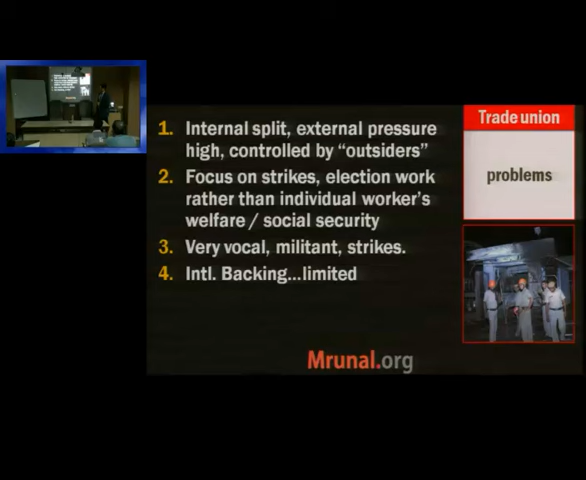 1. Internal split, external pressure
high, controlled by “outsiders”
2. Focus on strikes, election work
rather than individual worker’s
welfare / social security
3. Very vocal, militant, strikes.
4. Intl. Backing...limited
Trade union
problems
Mrunal.org